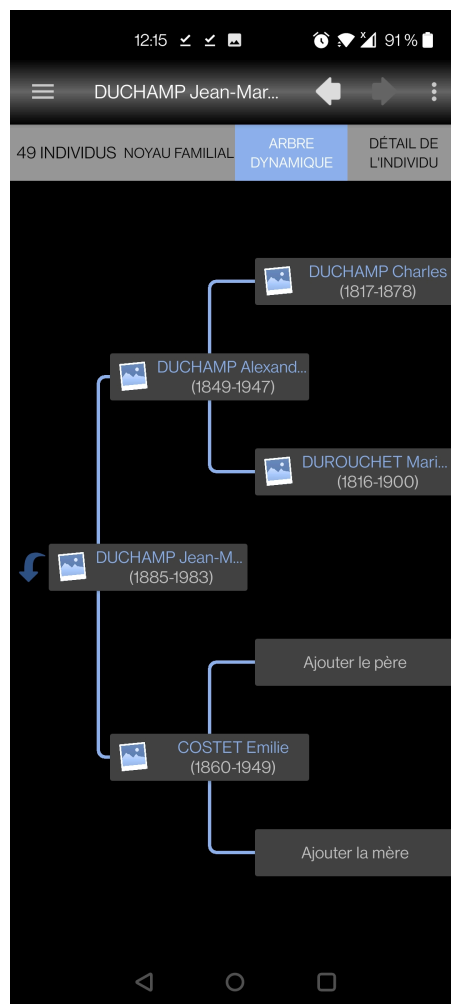 12:15
91 %
DUCHAMP Jean-Mar...
49 INDIVIDUS
NOYAU FAMILIAL
ARBRE
DYNAMIQUE
DÉTAIL DE
L'INDIVIDU
DUCHAMP Charles
(1817-1878)
DUCHAMP Alexand...
(1849-1947)
DUROUCHET Mari...
(1816-1900)
DUCHAMP Jean-M...
(1885-1983)
Ajouter le père
COSTET Emilie
(1860-1949)
Ajouter la mère